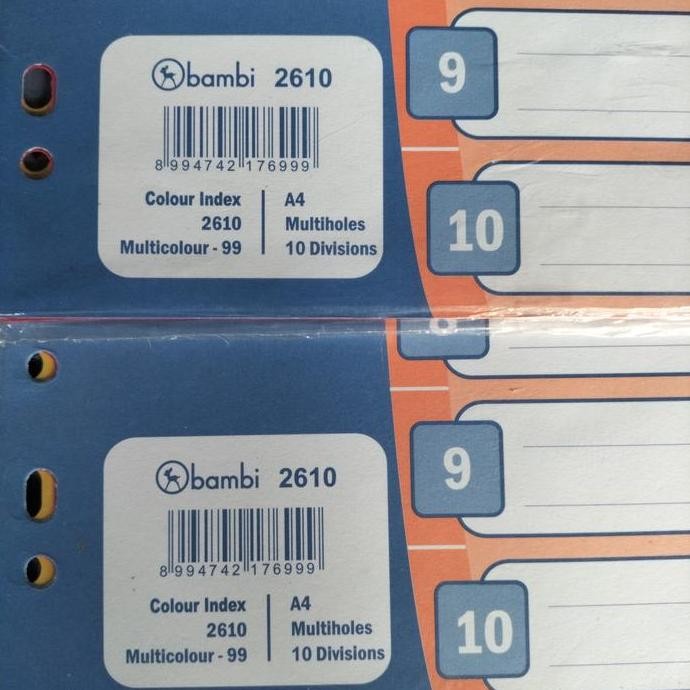 bambi 2610
8 994742 176999
Colour Index
2610
Multicolour - 99
A4
Multiholes
10 Divisions
9
10
8
bambi 2610
8 994742 176999
Colour Index
2610
Multicolour - 99
A4
Multiholes
10 Divisions
9
10